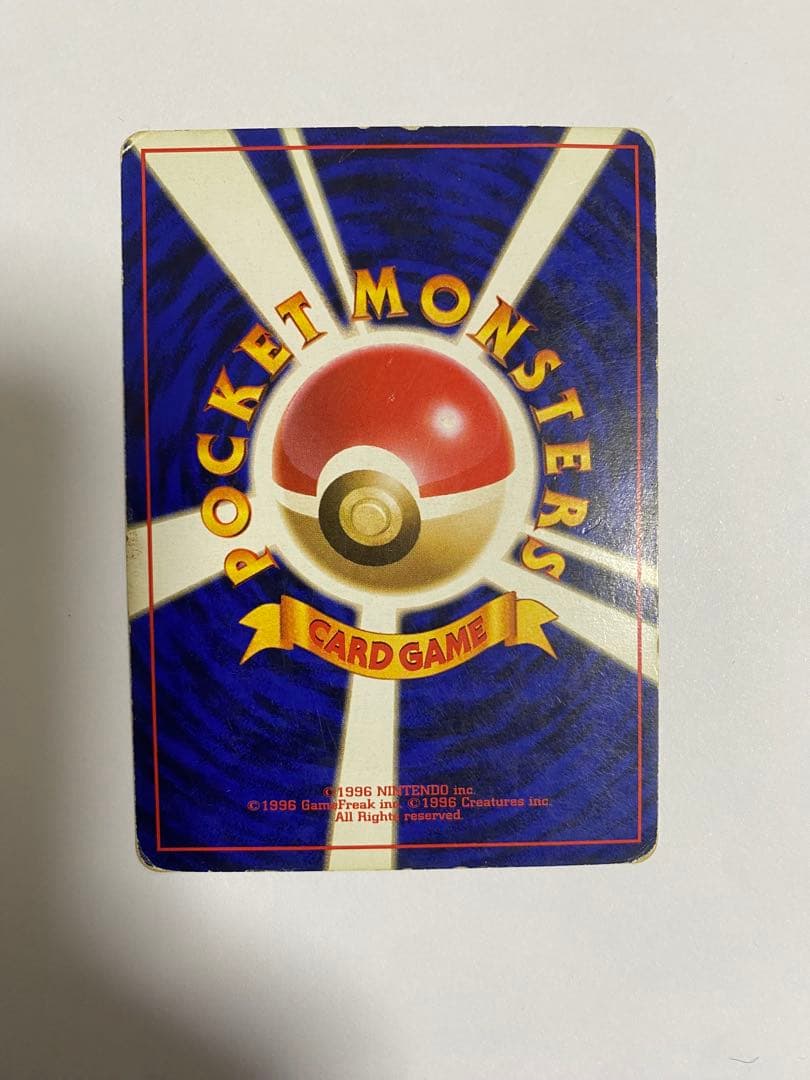 POCKET MONSTERS
CARD GAME
©1996 NINTENDO inc.
©1996 GameFreak inc. ©1996 Creatures inc.
All Rights reserved.